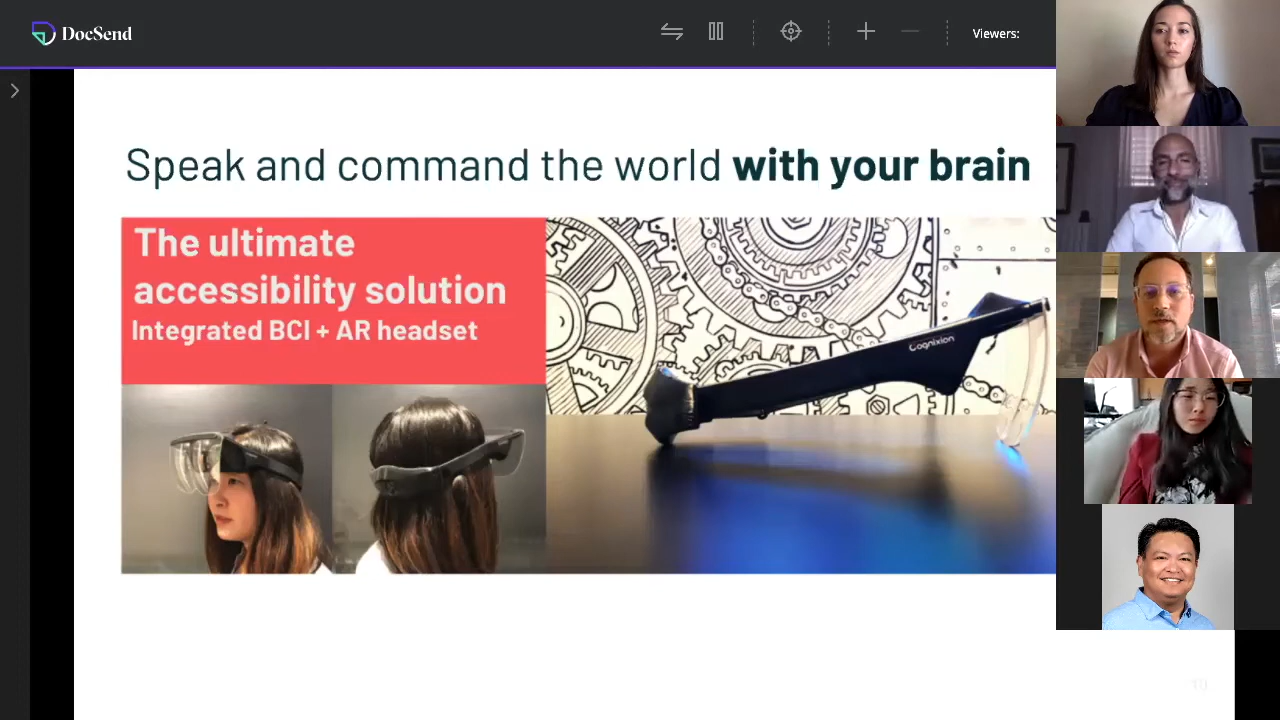 DocSend
Viewers:
Speak and command the world with your brain
The ultimate
accessibility solution
Integrated BCI + AR headset
Cognixion